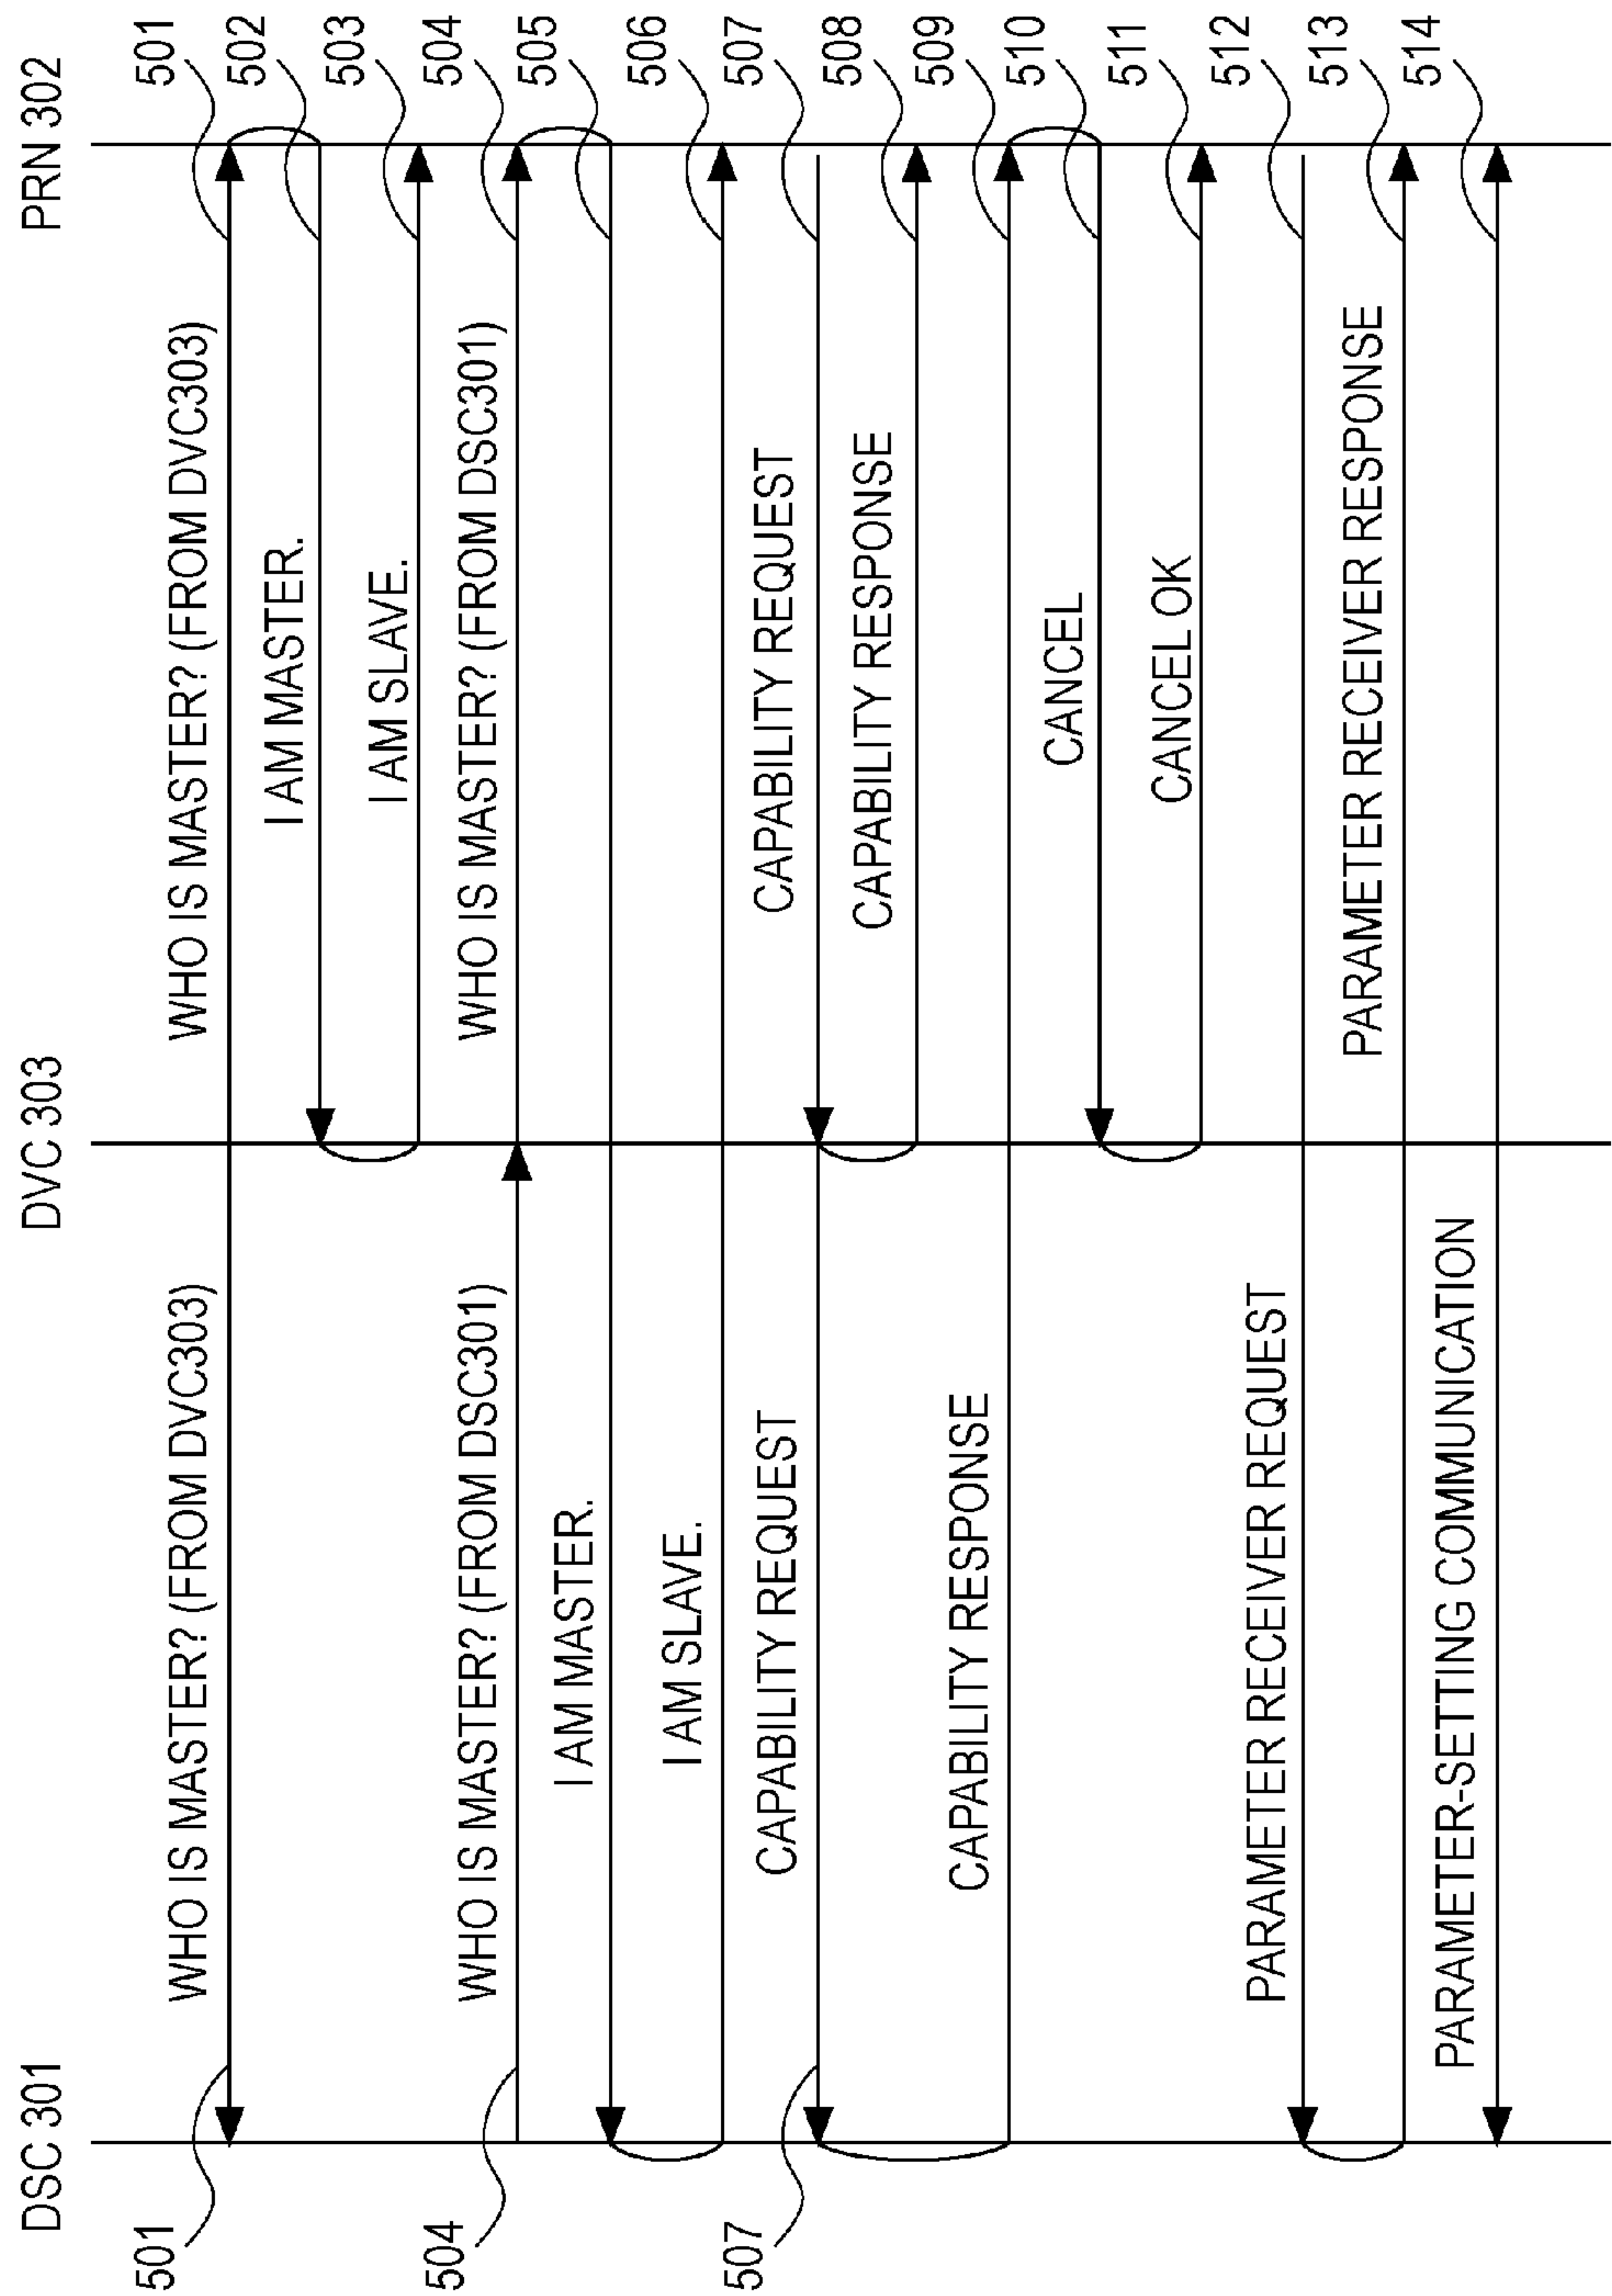 DSC 301
DVC 303
PRN 302
501
WHO IS MASTER? (FROM DVC303)
WHO IS MASTER? (FROM DVC303)
501
I AM MASTER.
502
I AM SLAVE.
503
504
WHO IS MASTER? (FROM DSC301)
WHO IS MASTER? (FROM DSC301)
504
I AM MASTER.
505
I AM SLAVE.
506
507
CAPABILITY REQUEST
CAPABILITY REQUEST
507
CAPABILITY RESPONSE
508
CAPABILITY RESPONSE
509
CANCEL
510
CANCEL OK
511
PARAMETER RECEIVER REQUEST
512
PARAMETER RECEIVER RESPONSE
513
PARAMETER-SETTING COMMUNICATION
514